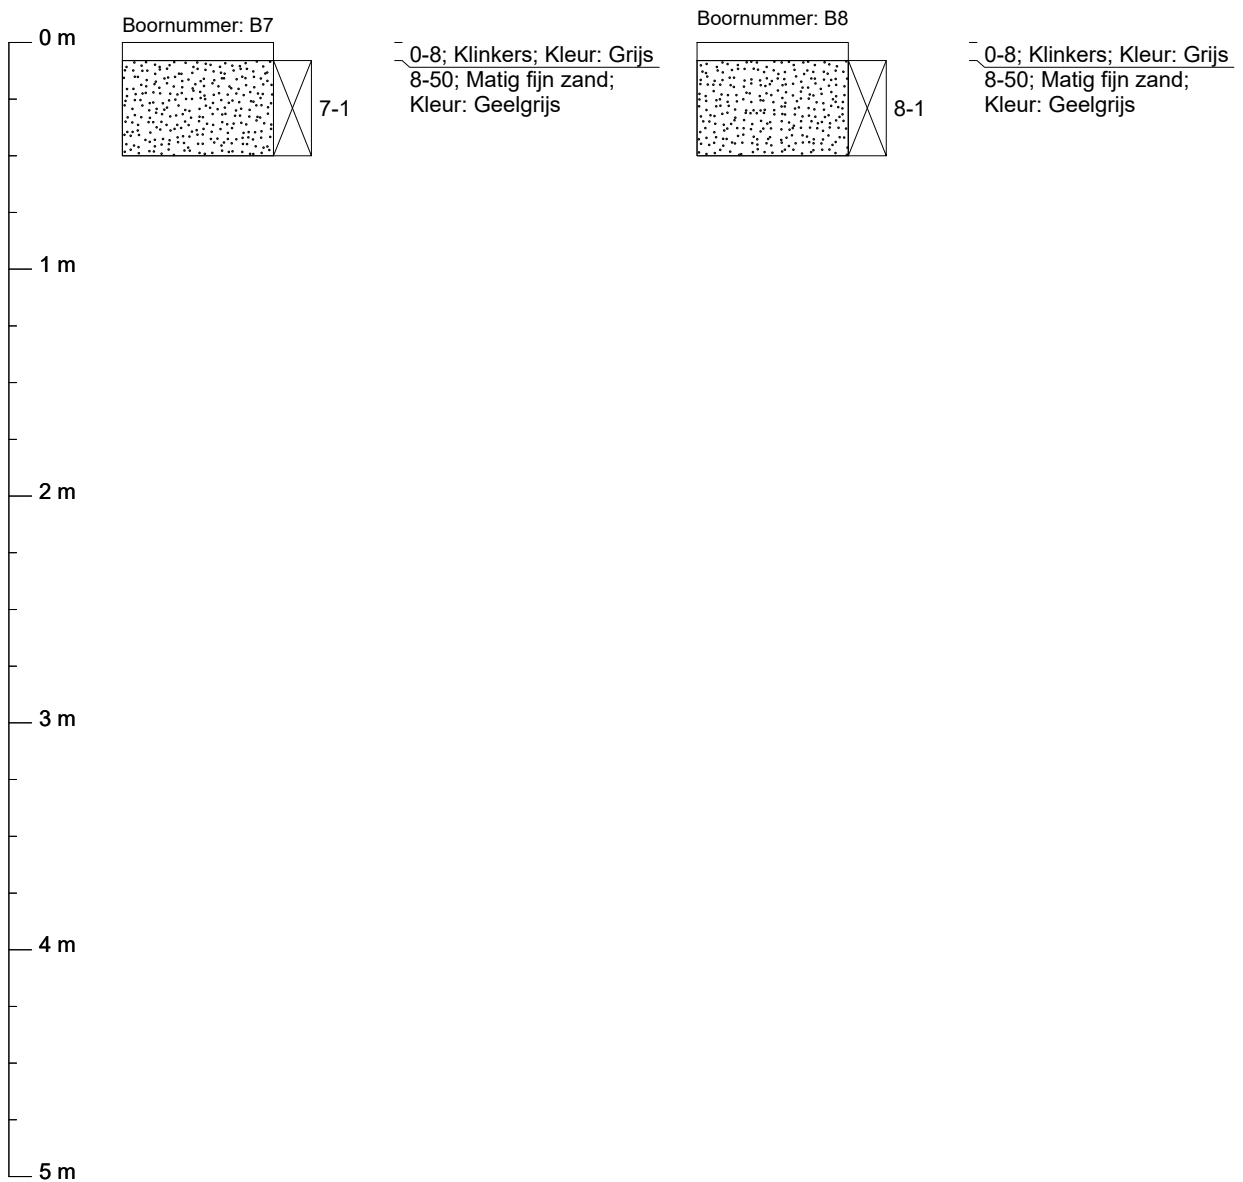 Boornummer: B7
0-8; Klinkers; Kleur: Grijs
8-50; Matig fijn zand;
Kleur: Geelgrijs
7-1
Boornummer: B8
0-8; Klinkers; Kleur: Grijs
8-50; Matig fijn zand;
Kleur: Geelgrijs
8-1
0 m
1 m
2 m
3 m
4 m
5 m